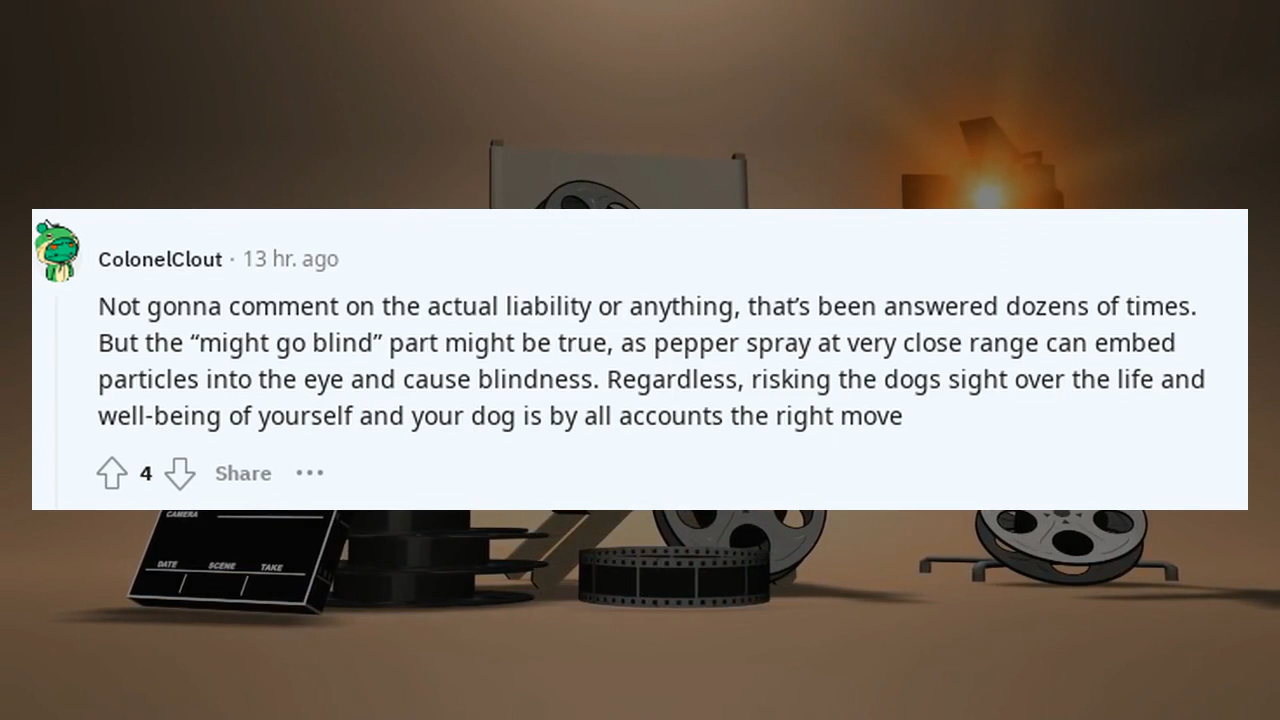 ColonelClout · 13 hr. ago
Not gonna comment on the actual liability or anything, that’s been answered dozens of times.
But the “might go blind” part might be true, as pepper spray at very close range can embed
particles into the eye and cause blindness. Regardless, risking the dogs sight over the life and
well-being of yourself and your dog is by all accounts the right move
4 Share
CAMERA
DATE SCENE TAKE